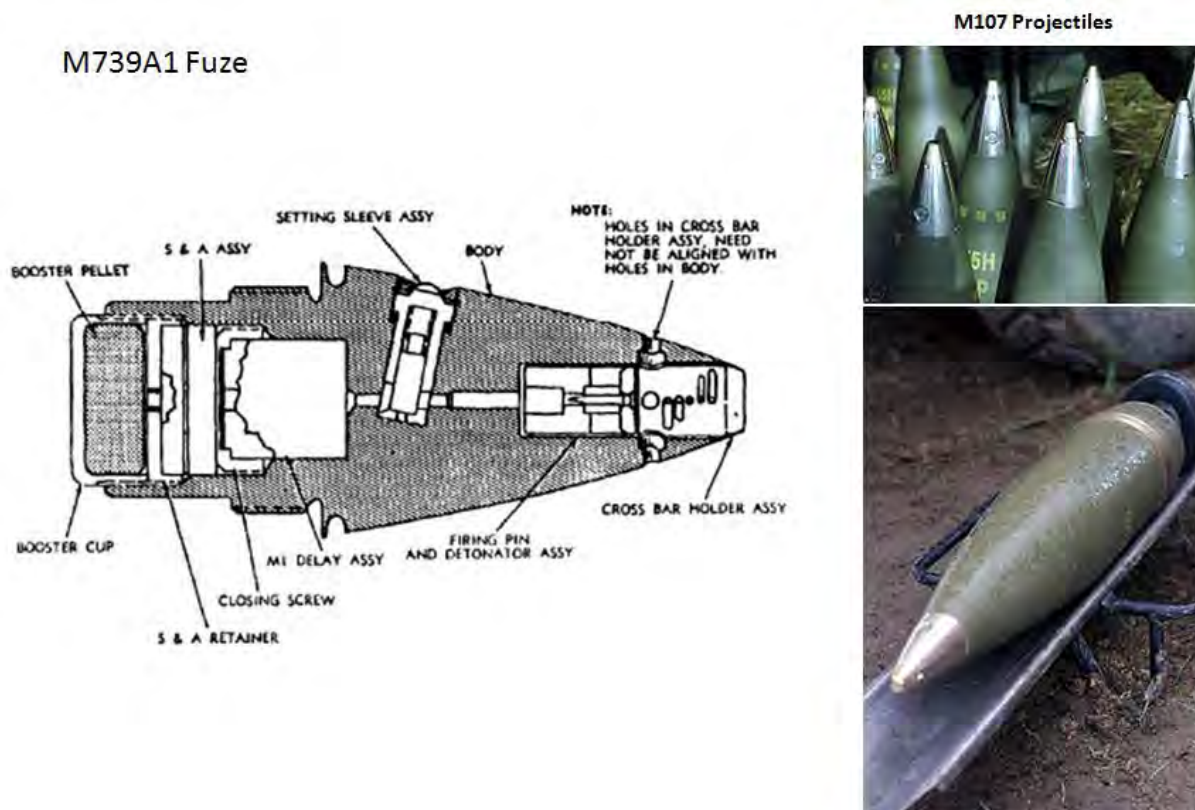 M739A1 Fuze
M107 Projectiles
SETTING SLEEVE ASSY
NOTE:
HOLES IN CROSS BAR
HOLDER ASSY, NEED
NOT BE ALIGNED WITH
HOLES IN BODY.
S & A ASSY
BODY
BOOSTER PELLET
CROSS BAR HOLDER ASSY
FIRING PIN
AND DETONATOR ASSY
BOOSTER CUP
M1 DELAY ASSY
CLOSING SCREW
S & A RETAINER
5H
P